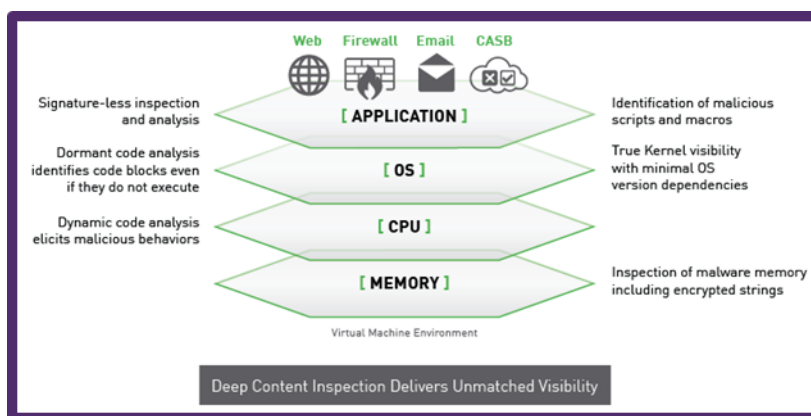 Web Firewall Email CASB
Signature-less inspection
and analysis
[ APPLICATION ]
Identification of malicious
scripts and macros
Dormant code analysis
identifies code blocks even
if they do not execute
[ OS ]
True Kernel visibility
with minimal OS
version dependencies
Dynamic code analysis
elicits malicious behaviors
[ CPU ]
[ MEMORY ]
Inspection of malware memory
including encrypted strings
Virtual Machine Environment
Deep Content Inspection Delivers Unmatched Visibility